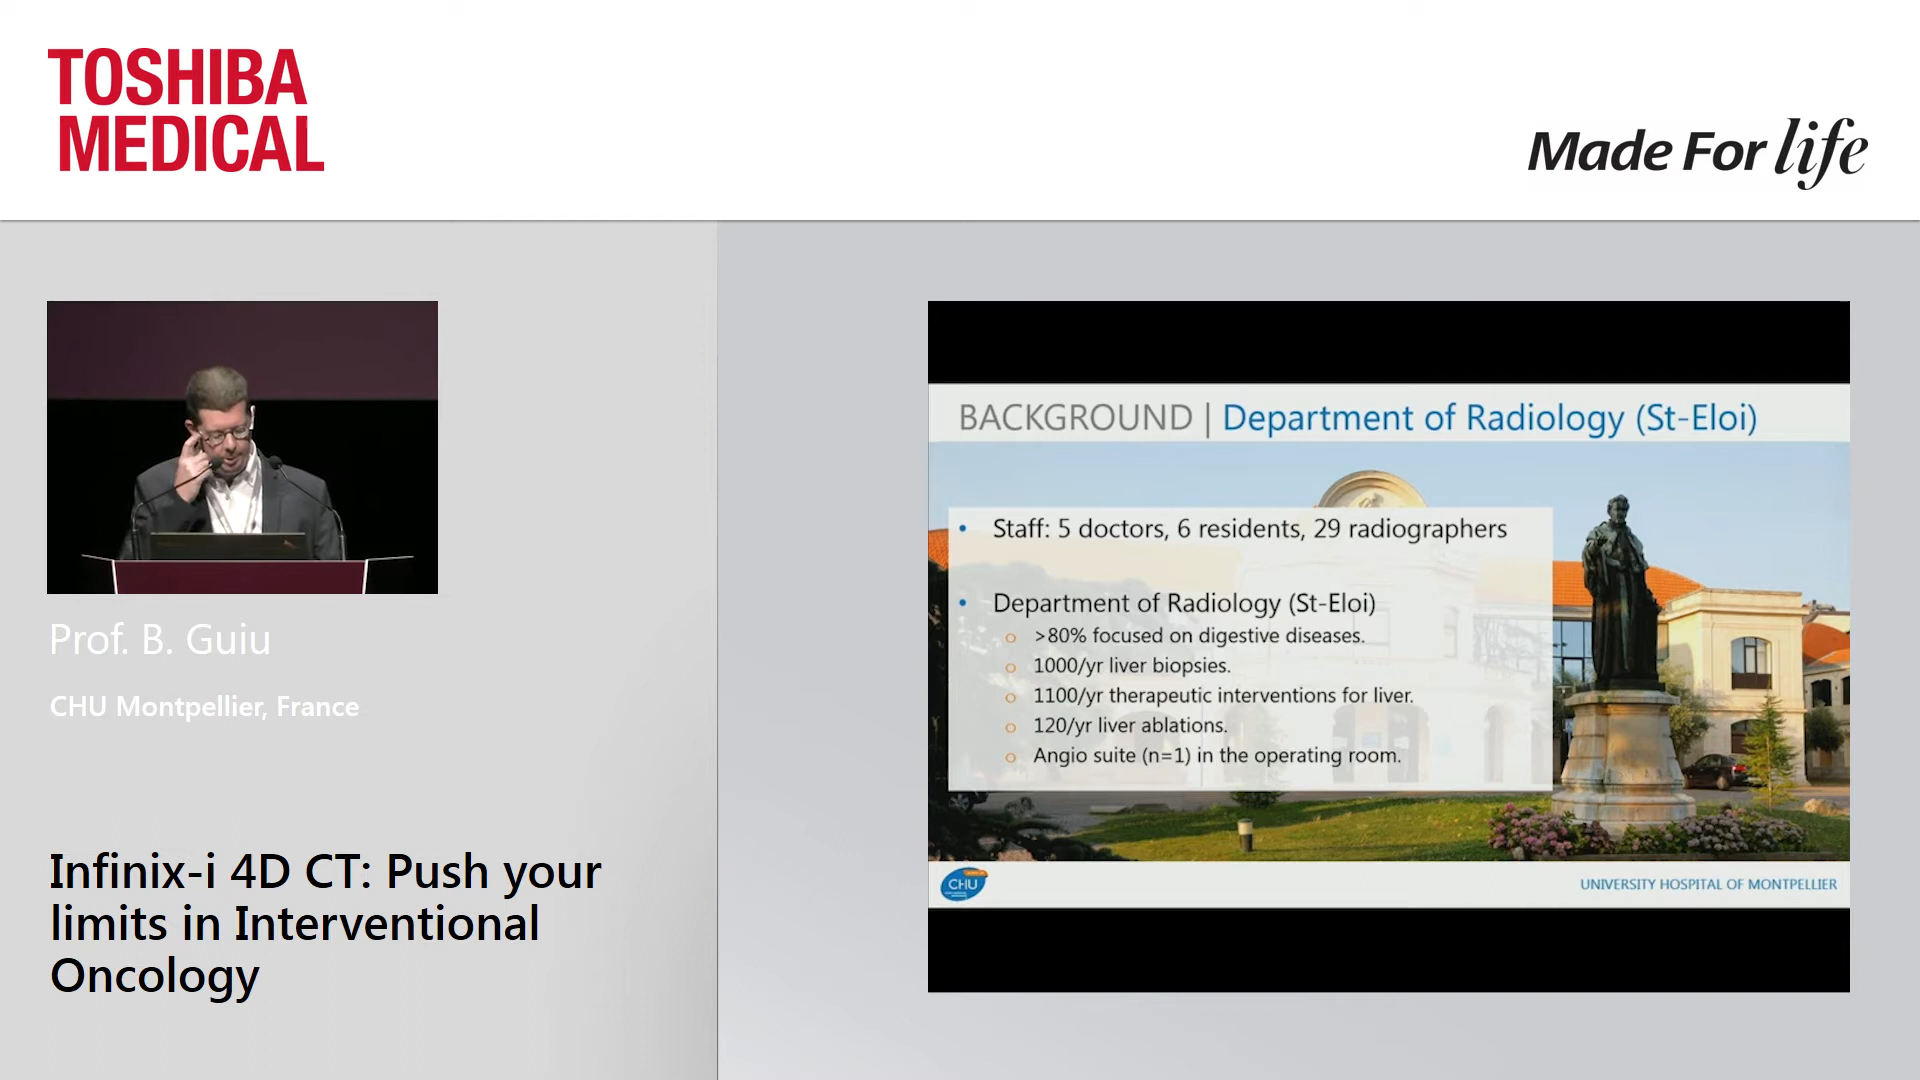 TOSHIBA
MEDICAL
Made For life
Prof. B. Guiu
CHU Montpellier, France
Infinix-i 4D CT: Push your
limits in Interventional
Oncology
BACKGROUND | Department of Radiology (St-Eloi)
• Staff: 5 doctors, 6 residents, 29 radiographers
• Department of Radiology (St-Eloi)
o >80% focused on digestive diseases.
o 1000/yr liver biopsies.
o 1100/yr therapeutic interventions for liver.
o 120/yr liver ablations.
o Angio suite (n=1) in the operating room.
CHU
UNIVERSITY HOSPITAL OF MONTPELLIER